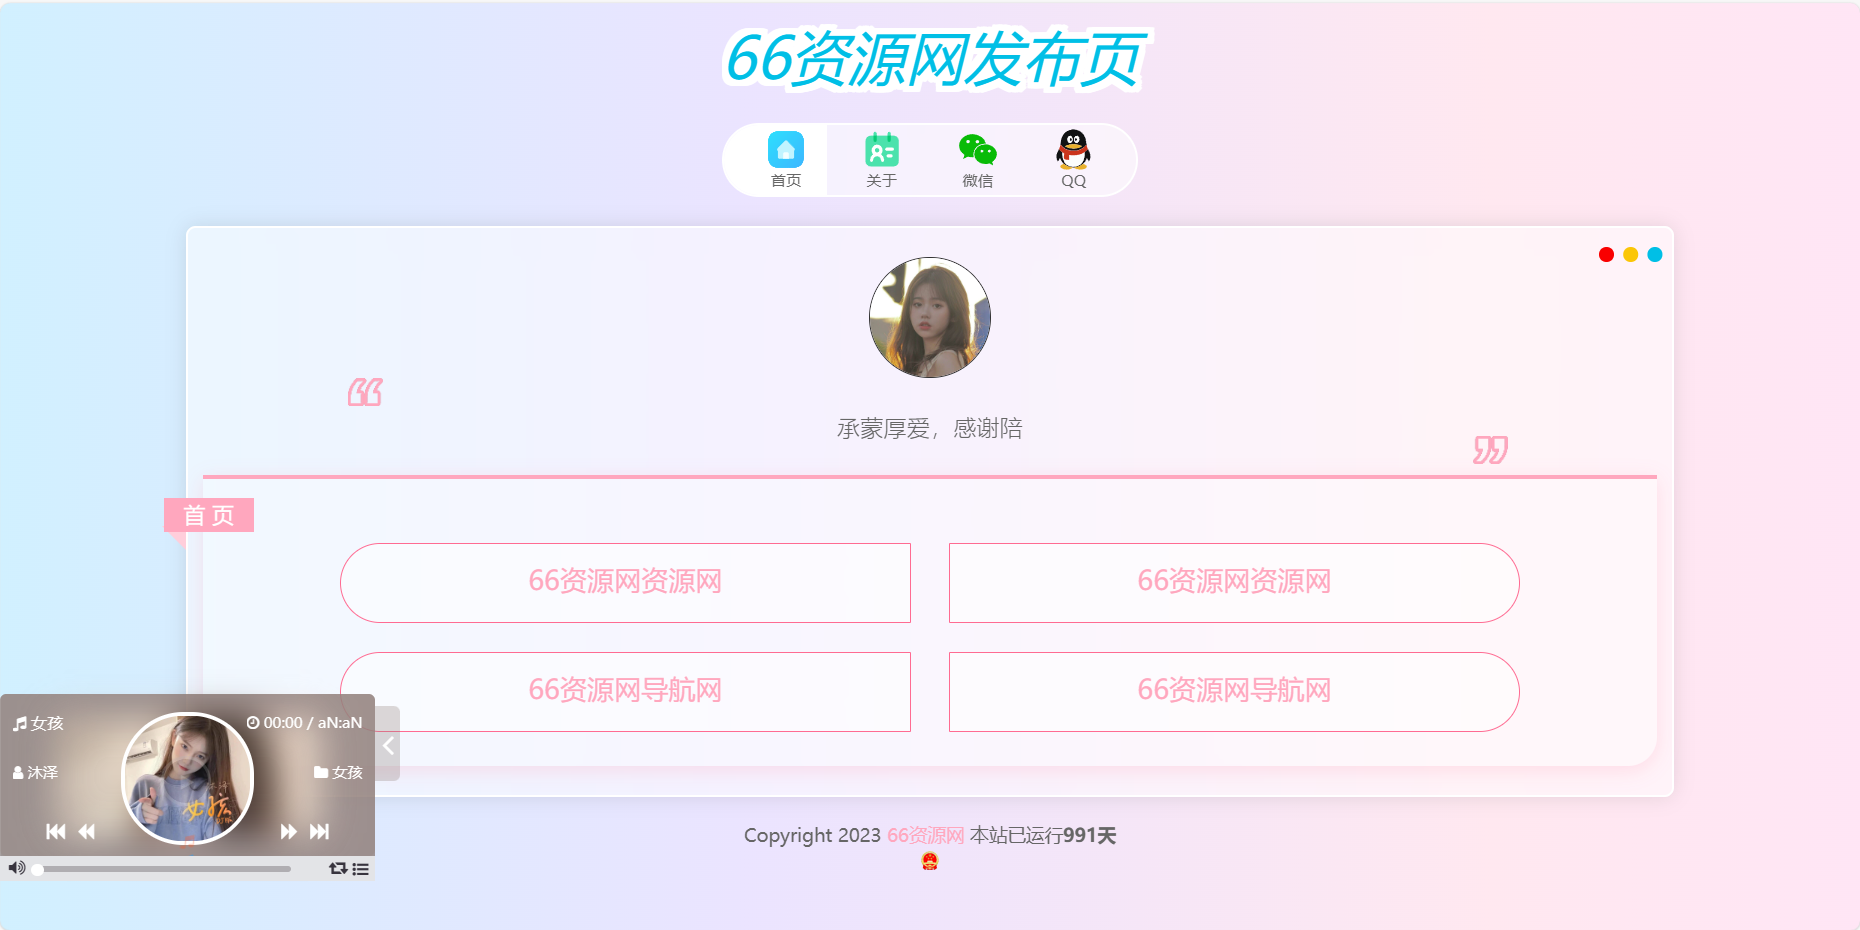 66资源网发布页
首页
关于
微信
QQ
承蒙厚爱，感谢陪
首 页
66资源网资源网
66资源网资源网
66资源网导航网
66资源网导航网
女孩
00:00 / aN:aN
沐泽
女孩
女孩
Copyright 2023 66资源网 本站已运行991天